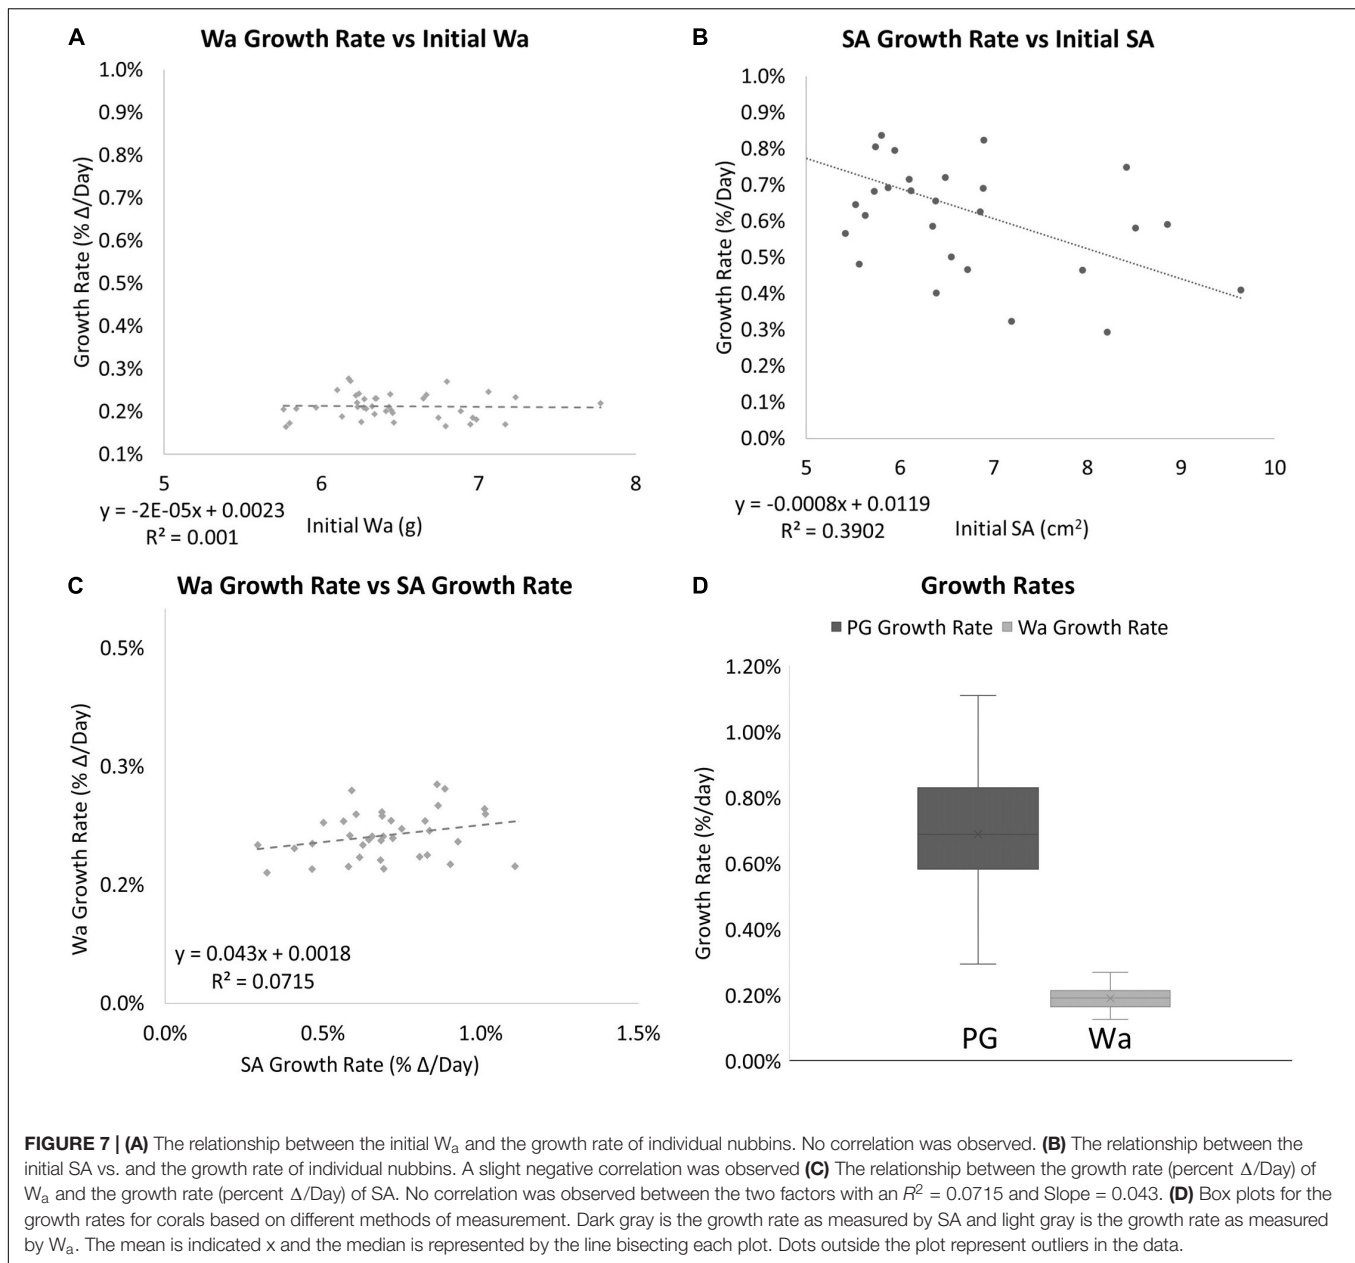 A
Wa Growth Rate vs Initial Wa
Growth Rate (% Δ/Day)
1.0%
0.9%
0.8%
0.7%
0.6%
0.5%
0.4%
0.3%
0.2%
0.1%
5 6 7 8
y = -2E-05x + 0.0023
R² = 0.001
Initial Wa (g)
B
SA Growth Rate vs Initial SA
Growth Rate (%/Day)
1.0%
0.9%
0.8%
0.7%
0.6%
0.5%
0.4%
0.3%
0.2%
0.1%
0.0%
5 6 7 8 9 10
y = -0.0008x + 0.0119
R² = 0.3902
Initial SA (cm²)
C
Wa Growth Rate vs SA Growth Rate
Wa Growth Rate (% Δ/Day)
0.5%
0.3%
0.2%
0.0%
y = 0.043x + 0.0018
R² = 0.0715
0.0% 0.5% 1.0% 1.5%
SA Growth Rate (% Δ/Day)
D
Growth Rates
PG Growth Rate Wa Growth Rate
Growth Rate (%/day)
1.20%
1.00%
0.80%
0.60%
0.40%
0.20%
0.00%
PG Wa
FIGURE 7 | (A) The relationship between the initial Wa and the growth rate of individual nubbins. No correlation was observed. (B) The relationship between the
initial SA vs. and the growth rate of individual nubbins. A slight negative correlation was observed (C) The relationship between the growth rate (percent Δ/Day) of
Wa and the growth rate (percent Δ/Day) of SA. No correlation was observed between the two factors with an R² = 0.0715 and Slope = 0.043. (D) Box plots for the
growth rates for corals based on different methods of measurement. Dark gray is the growth rate as measured by SA and light gray is the growth rate as measured
by Wa. The mean is indicated x and the median is represented by the line bisecting each plot. Dots outside the plot represent outliers in the data.